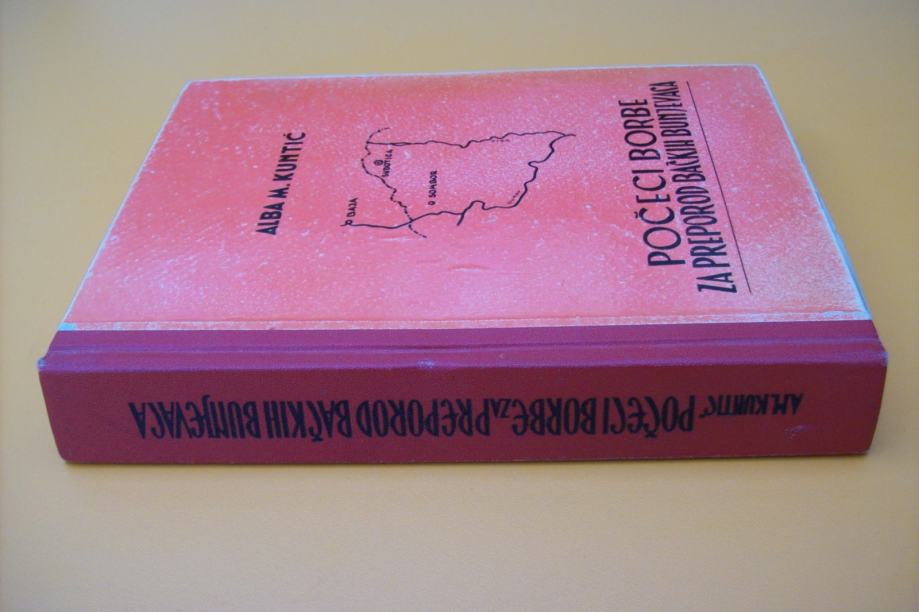 ALBA M. KUNTIĆ
O BAJA
SUBOTICA
O SOMBOR
POČECI BORBE
ZA PREPOROD BAČKIH BUNJEVACA
A.M. KUNTIĆ POČECI BORBE ZA PREPOROD BAČKIH BUNJEVACA